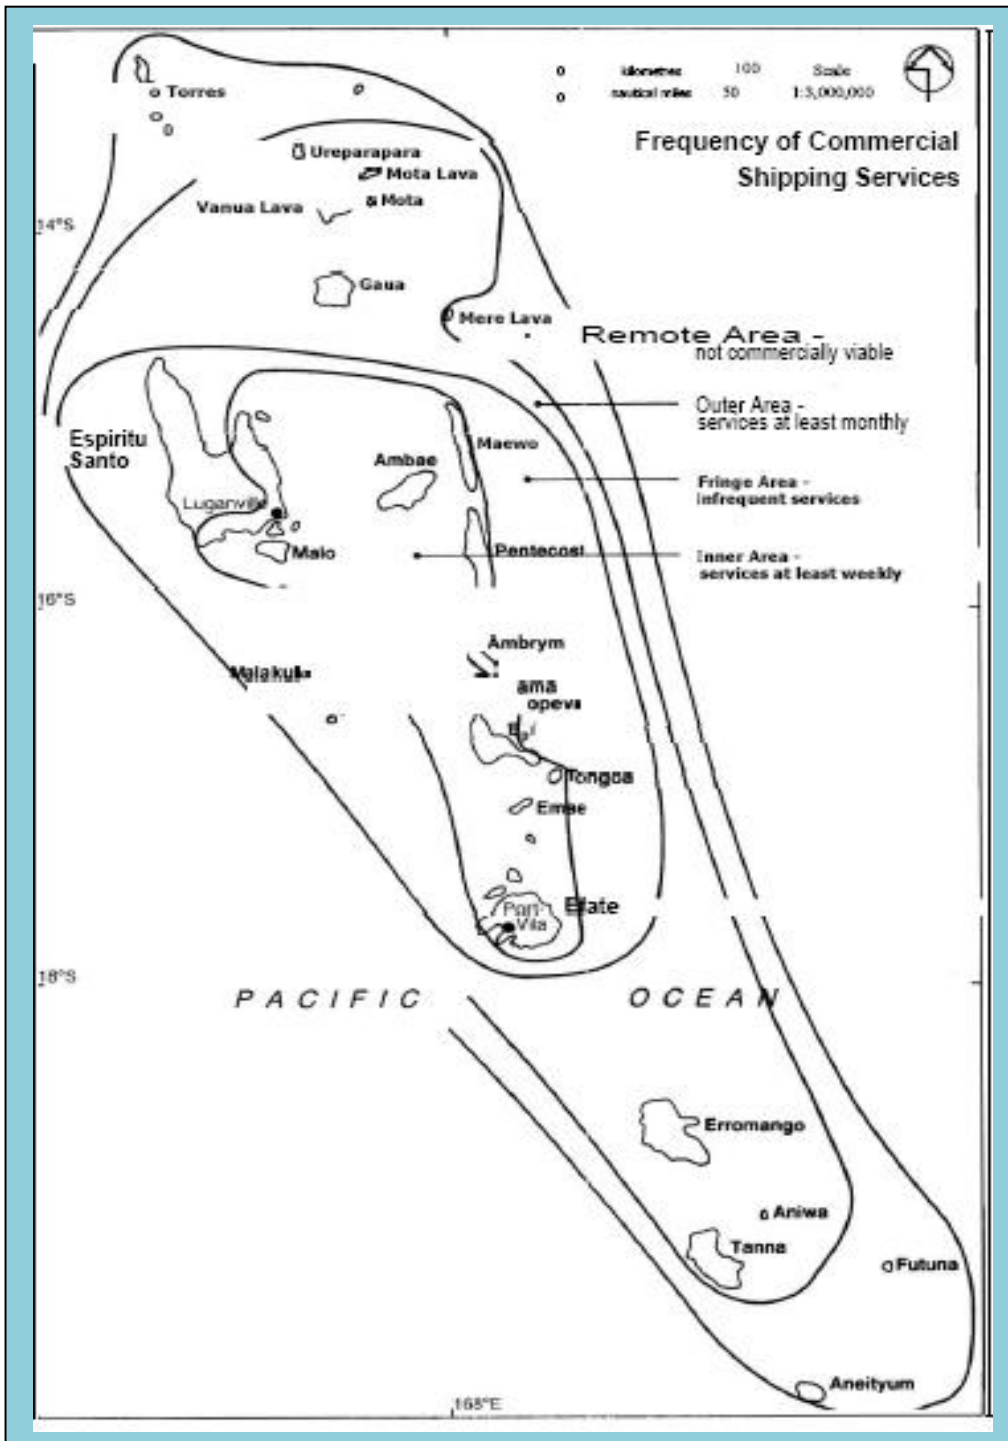 0 kilometres 100 Scale
0 nautical miles 50 1:3,000,000
Frequency of Commercial
Shipping Services
Torres
Ureparapara
Mota Lava
Mota
Vanua Lava
14°S
Gaua
Mere Lava
Remote Area -
not commercially viable
Outer Area -
services at least monthly
Espiritu
Santo
Maewo
Ambae
Fringe Area -
infrequent services
Luganville
Malo
Pentecost
Inner Area -
services at least weekly
16°S
Ambrym
Malakula
ama
opevi
Tongoa
Emae
Efate
Port-
Vila
18°S
PACIFIC OCEAN
Erromango
Aniwa
Tanna
Futuna
Aneityum
168°E